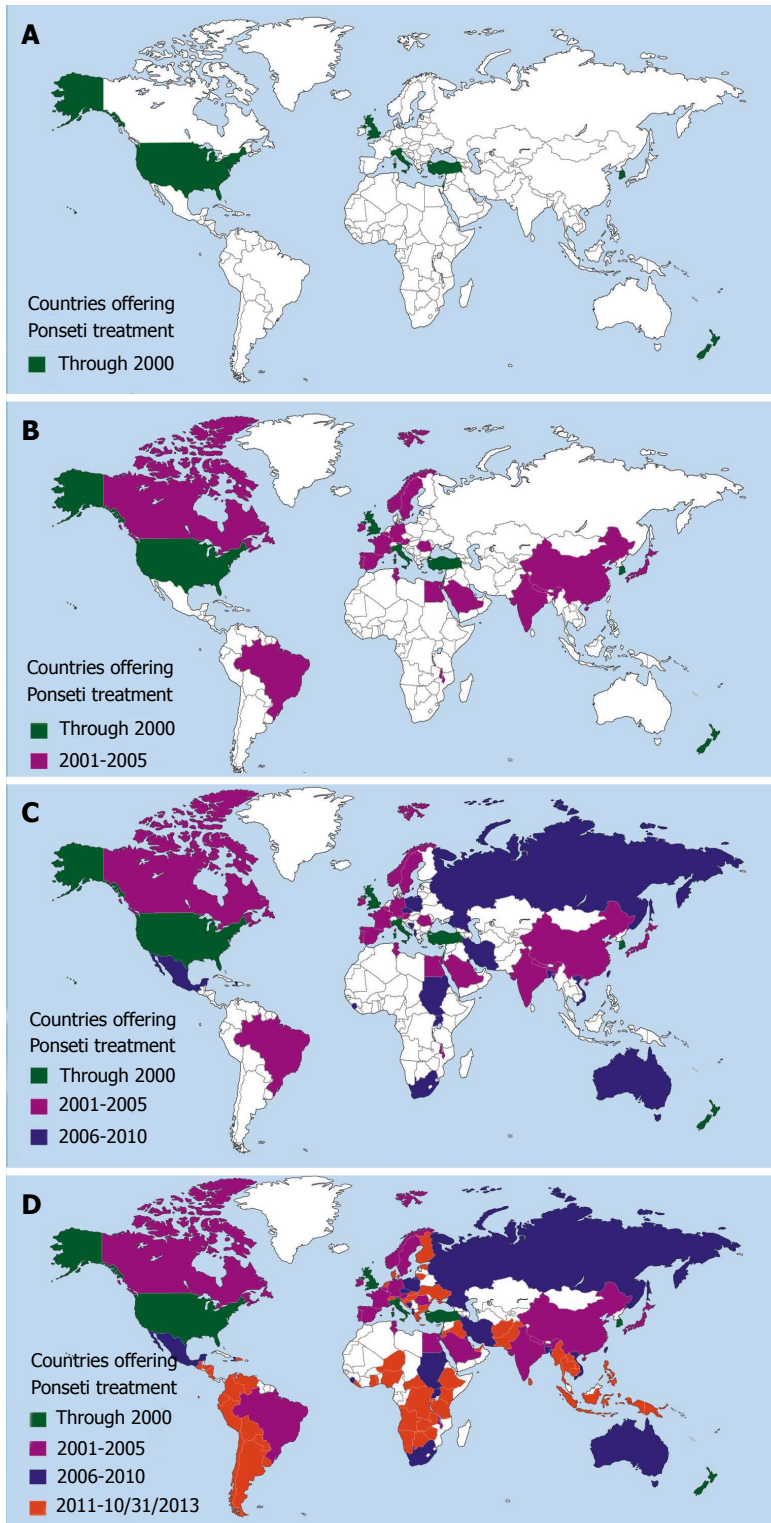 A
Countries offering
Ponseti treatment
Through 2000
B
Countries offering
Ponseti treatment
Through 2000
2001-2005
C
Countries offering
Ponseti treatment
Through 2000
2001-2005
2006-2010
D
Countries offering
Ponseti treatment
Through 2000
2001-2005
2006-2010
2011-10/31/2013